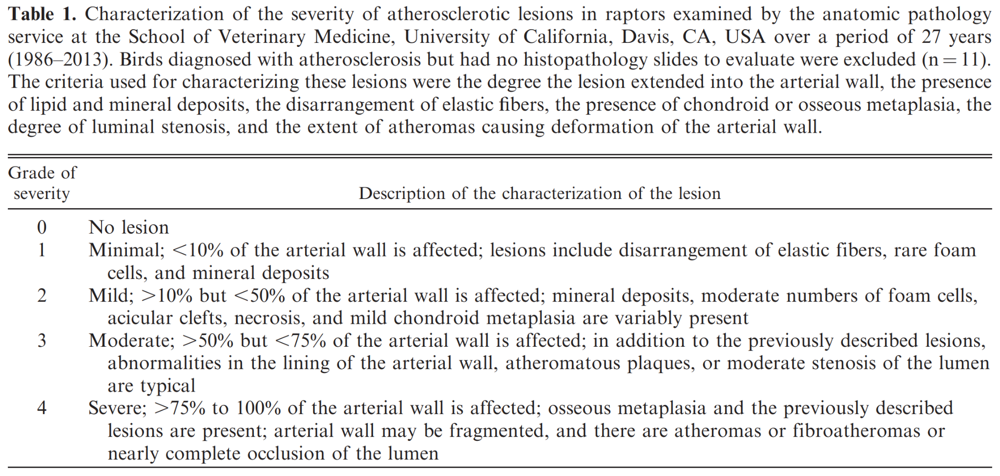 Table 1. Characterization of the severity of atherosclerotic lesions in raptors examined by the anatomic pathology
service at the School of Veterinary Medicine, University of California, Davis, CA, USA over a period of 27 years
(1986–2013). Birds diagnosed with atherosclerosis but had no histopathology slides to evaluate were excluded (n = 11).
The criteria used for characterizing these lesions were the degree the lesion extended into the arterial wall, the presence
of lipid and mineral deposits, the disarrangement of elastic fibers, the presence of chondroid or osseous metaplasia, the
degree of luminal stenosis, and the extent of atheromas causing deformation of the arterial wall.
Grade of
severity Description of the characterization of the lesion
0 No lesion
1 Minimal; <10% of the arterial wall is affected; lesions include disarrangement of elastic fibers, rare foam
cells, and mineral deposits
2 Mild; >10% but <50% of the arterial wall is affected; mineral deposits, moderate numbers of foam cells,
acicular clefts, necrosis, and mild chondroid metaplasia are variably present
3 Moderate; >50% but <75% of the arterial wall is affected; in addition to the previously described lesions,
abnormalities in the lining of the arterial wall, atheromatous plaques, or moderate stenosis of the lumen
are typical
4 Severe; >75% to 100% of the arterial wall is affected; osseous metaplasia and the previously described
lesions are present; arterial wall may be fragmented, and there are atheromas or fibroatheromas or
nearly complete occlusion of the lumen